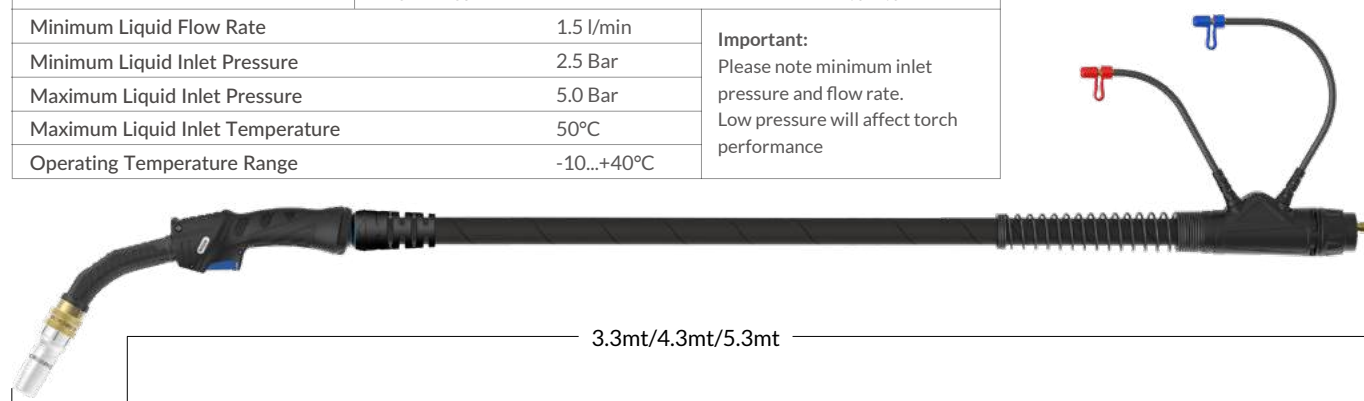 Minimum Liquid Flow Rate 1.5 l/min
Minimum Liquid Inlet Pressure 2.5 Bar
Maximum Liquid Inlet Pressure 5.0 Bar
Maximum Liquid Inlet Temperature 50°C
Operating Temperature Range -10...+40°C
Important:
Please note minimum inlet
pressure and flow rate.
Low pressure will affect torch
performance
3.3mt/4.3mt/5.3mt